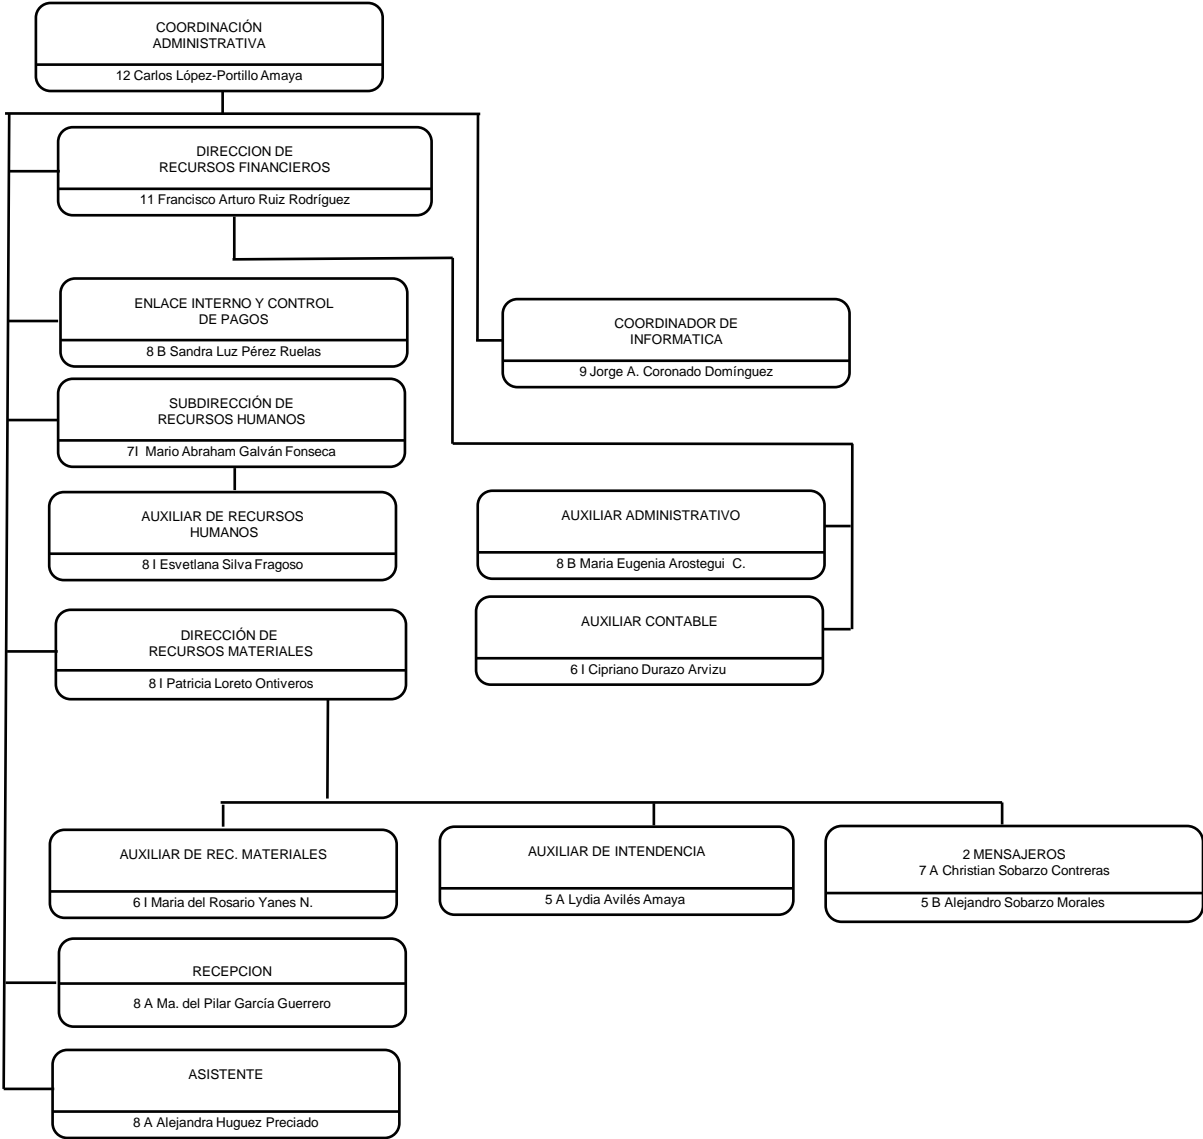 COORDINACIÓN
ADMINISTRATIVA
12 Carlos López-Portillo Amaya
DIRECCION DE
RECURSOS FINANCIEROS
11 Francisco Arturo Ruiz Rodríguez
ENLACE INTERNO Y CONTROL
DE PAGOS
8 B Sandra Luz Pérez Ruelas
COORDINADOR DE
INFORMATICA
9 Jorge A. Coronado Domínguez
SUBDIRECCIÓN DE
RECURSOS HUMANOS
7I Mario Abraham Galván Fonseca
AUXILIAR DE RECURSOS
HUMANOS
8 I Esvetlana Silva Fragoso
AUXILIAR ADMINISTRATIVO
8 B Maria Eugenia Arostegui C.
AUXILIAR CONTABLE
6 I Cipriano Durazo Arvizu
DIRECCIÓN DE
RECURSOS MATERIALES
8 I Patricia Loreto Ontiveros
AUXILIAR DE REC. MATERIALES
6 I Maria del Rosario Yanes N.
AUXILIAR DE INTENDENCIA
5 A Lydia Avilés Amaya
2 MENSAJEROS
7 A Christian Sobarzo Contreras
5 B Alejandro Sobarzo Morales
RECEPCION
8 A Ma. del Pilar García Guerrero
ASISTENTE
8 A Alejandra Huguez Preciado